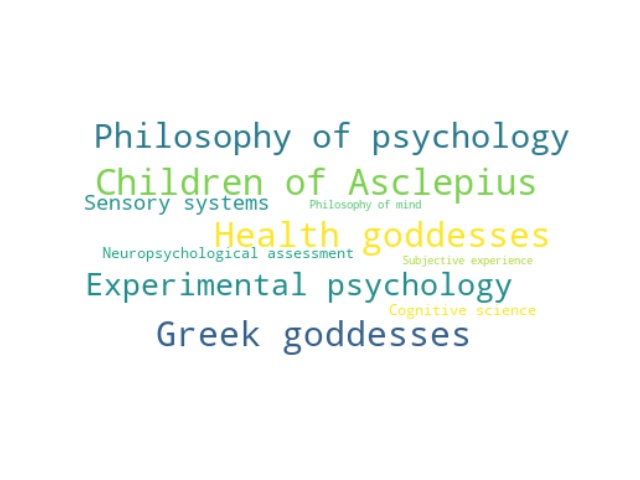 Philosophy of psychology
Children of Asclepius
Sensory systems
Philosophy of mind
Health goddesses
Neuropsychological assessment
Subjective experience
Experimental psychology
Cognitive science
Greek goddesses